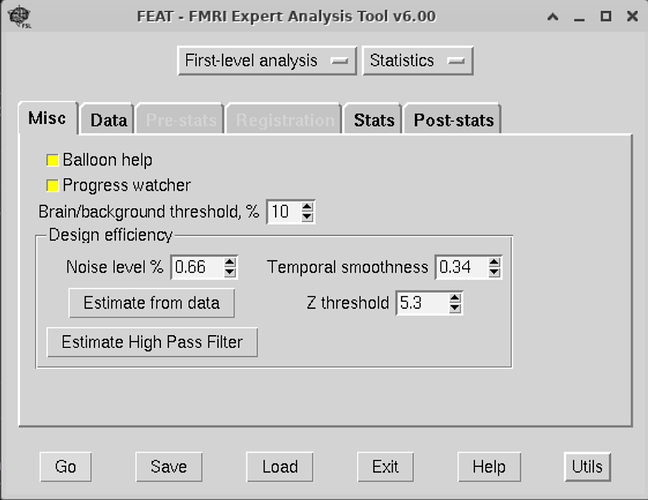 FSL
FEAT - FMRI Expert Analysis Tool v6.00
First-level analysis Statistics
Misc Data Pre-stats Registration Stats Post-stats
Balloon help
Progress watcher
Brain/background threshold, % 10
Design efficiency
Noise level % 0.66 Temporal smoothness 0.34
Estimate from data Z threshold 5.3
Estimate High Pass Filter
Go Save Load Exit Help Utils